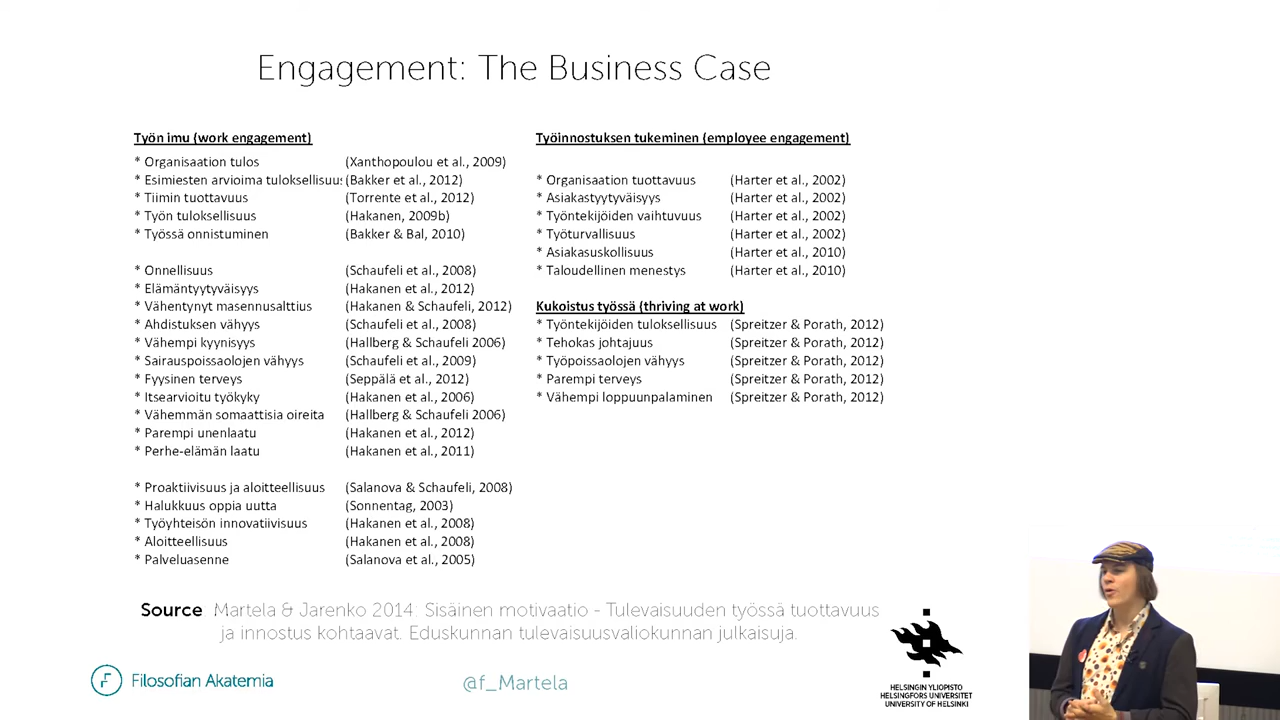 Engagement: The Business Case
Työn imu (work engagement)
* Organisaation tulos (Xanthopoulou et al., 2009)
* Esimiesten arvioima tuloksellisuus (Bakker et al., 2012)
* Tiimin tuottavuus (Torrente et al., 2012)
* Työn tuloksellisuus (Hakanen, 2009b)
* Työssä onnistuminen (Bakker & Bal, 2010)
* Onnellisuus (Schaufeli et al., 2008)
* Elämäntyytyväisyys (Hakanen et al., 2012)
* Vähentynyt masennusalttius (Hakanen & Schaufeli, 2012)
* Ahdistuksen vähyys (Schaufeli et al., 2008)
* Vähempi kyynisyys (Hallberg & Schaufeli 2006)
* Sairauspoissaolojen vähyys (Schaufeli et al., 2009)
* Fyysinen terveys (Seppälä et al., 2012)
* Itsearvioitu työkyky (Hakanen et al., 2006)
* Vähemmän somaattisia oireita (Hallberg & Schaufeli 2006)
* Parempi unenlaatu (Hakanen et al., 2012)
* Perhe-elämän laatu (Hakanen et al., 2011)
* Proaktiivisuus ja aloitteellisuus (Salanova & Schaufeli, 2008)
* Halukkuus oppia uutta (Sonnentag, 2003)
* Työyhteisön innovatiivisuus (Hakanen et al., 2008)
* Aloitteellisuus (Hakanen et al., 2008)
* Palveluasenne (Salanova et al., 2005)
Työinnostuksen tukeminen (employee engagement)
* Organisaation tuottavuus (Harter et al., 2002)
* Asiakastyytyväisyys (Harter et al., 2002)
* Työntekijöiden vaihtuvuus (Harter et al., 2002)
* Työturvallisuus (Harter et al., 2002)
* Asiakasuskollisuus (Harter et al., 2010)
* Taloudellinen menestys (Harter et al., 2010)
Kukoistus työssä (thriving at work)
* Työntekijöiden tuloksellisuus (Spreitzer & Porath, 2012)
* Tehokas johtajuus (Spreitzer & Porath, 2012)
* Työpoissaolojen vähyys (Spreitzer & Porath, 2012)
* Parempi terveys (Spreitzer & Porath, 2012)
* Vähempi loppuunpalaminen (Spreitzer & Porath, 2012)
Source Martela & Jarenko 2014: Sisäinen motivaatio - Tulevaisuuden työssä tuottavuus
ja innostus kohtaavat. Eduskunnan tulevaisuusvaliokunnan julkaisuja.
Filosofian Akatemia
@f_Martela
HELSINGIN YLIOPISTO
HELSINGFORS UNIVERSITET
UNIVERSITY OF HELSINKI